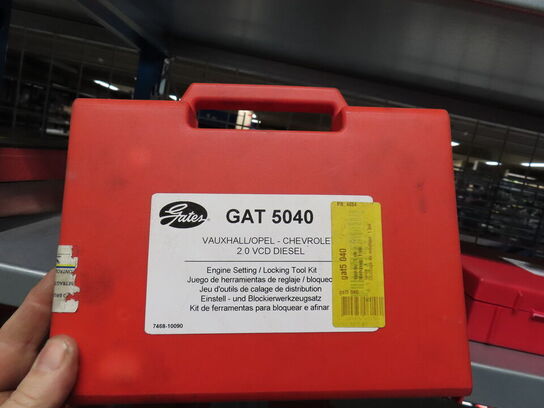 Gates
GAT 5040
VAUXHALL/OPEL - CHEVROLE
2.0 VCD DIESEL
Engine Setting / Locking Tool Kit
Juego de herramientas de reglaje / bloquec
Jeu d'outils de calage de distribution
Einstell - und Blockierwerkzeugsatz
Kit de ferramentas para bloquear e afinar
7468-10090
gat5 040